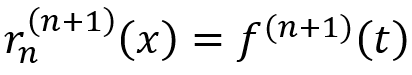 $r_n^{(n+1)}(x) = f^{(n+1)}(t)$